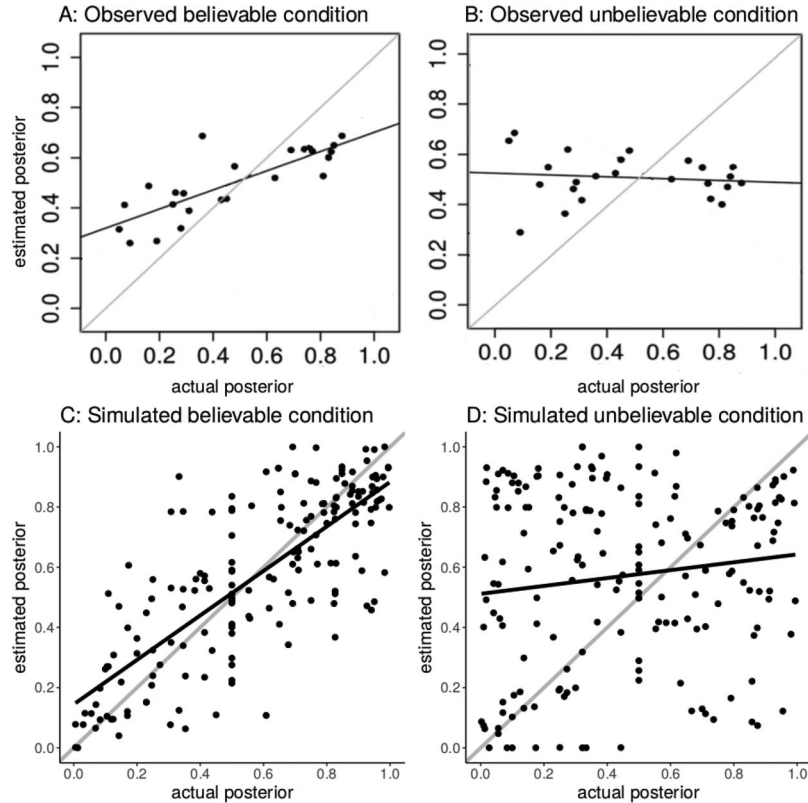 A: Observed believable condition
B: Observed unbelievable condition
estimated posterior
1.0
0.8
0.6
0.4
0.2
0.0
0.0 0.2 0.4 0.6 0.8 1.0
actual posterior
1.0
0.8
0.6
0.4
0.2
0.0
0.0 0.2 0.4 0.6 0.8 1.0
actual posterior
C: Simulated believable condition
D: Simulated unbelievable condition
estimated posterior
1.0
0.8
0.6
0.4
0.2
0.0
0.0 0.2 0.4 0.6 0.8 1.0
actual posterior
estimated posterior
1.0
0.8
0.6
0.4
0.2
0.0
0.0 0.2 0.4 0.6 0.8 1.0
actual posterior